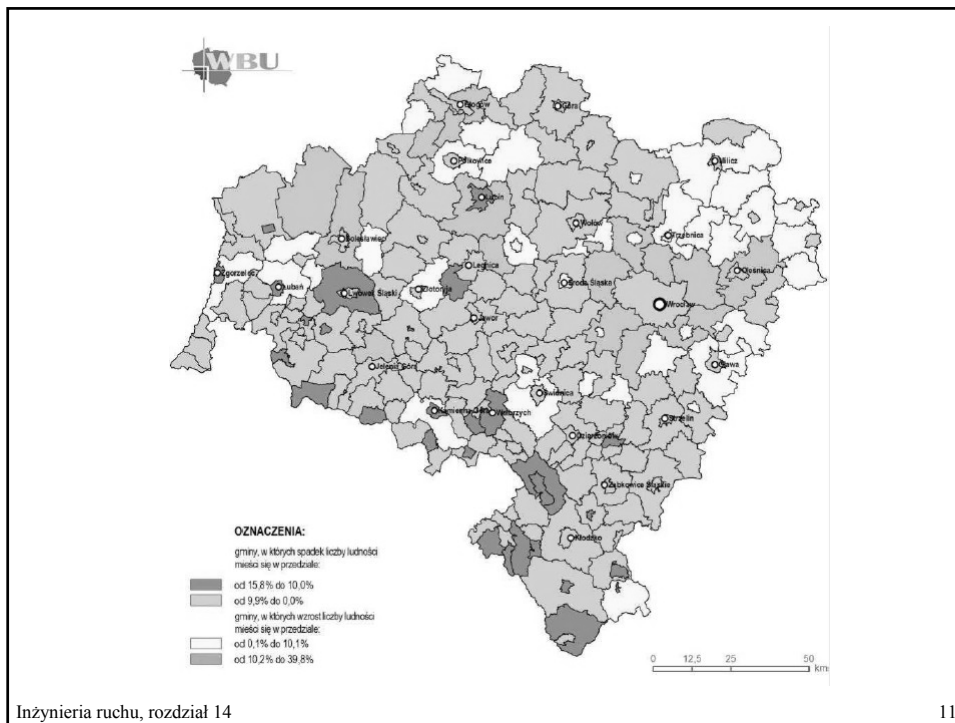 WBU
Głogów
Góra
Polkowice
Milicz
Lubin
Wołów
Trzebnica
Bolesławiec
Legnica
Oleśnica
Zgorzelec
Lubań
Lwówek Śląski
Złotoryja
Środa Śląska
Wrocław
Jawor
Jelenia Góra
Oława
Świdnica
Kamienna Góra
Wałbrzych
Strzelin
Dzierżoniów
Ząbkowice Śląskie
Kłodzko
OZNACZENIA:
gminy, w których spadek liczby ludności
mieści się w przedziale:
od 15,8% do 10,0%
od 9,9% do 0,0%
gminy, w których wzrost liczby ludności
mieści się w przedziale:
od 0,1% do 10,1%
od 10,2% do 39,8%
0 12,5 25 50
km
Inżynieria ruchu, rozdział 14
11